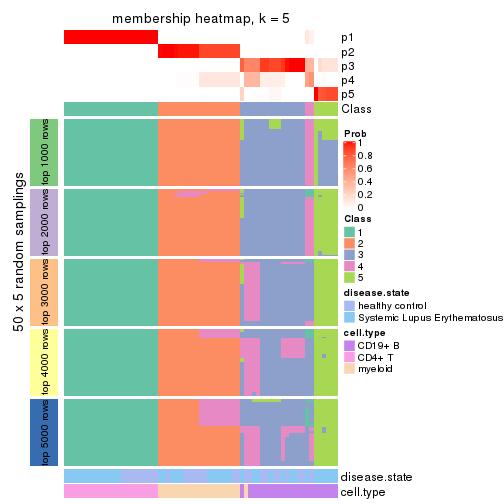 membership heatmap, k = 5
p1
p2
p3
p4
p5
Class
50 x 5 random samplings
top 1000 rows
top 2000 rows
top 3000 rows
top 4000 rows
top 5000 rows
Prob
1
0.8
0.6
0.4
0.2
0
Class
1
2
3
4
5
disease.state
healthy control
Systemic Lupus Erythematosus
cell.type
CD19+ B
CD4+ T
myeloid
disease.state
cell.type